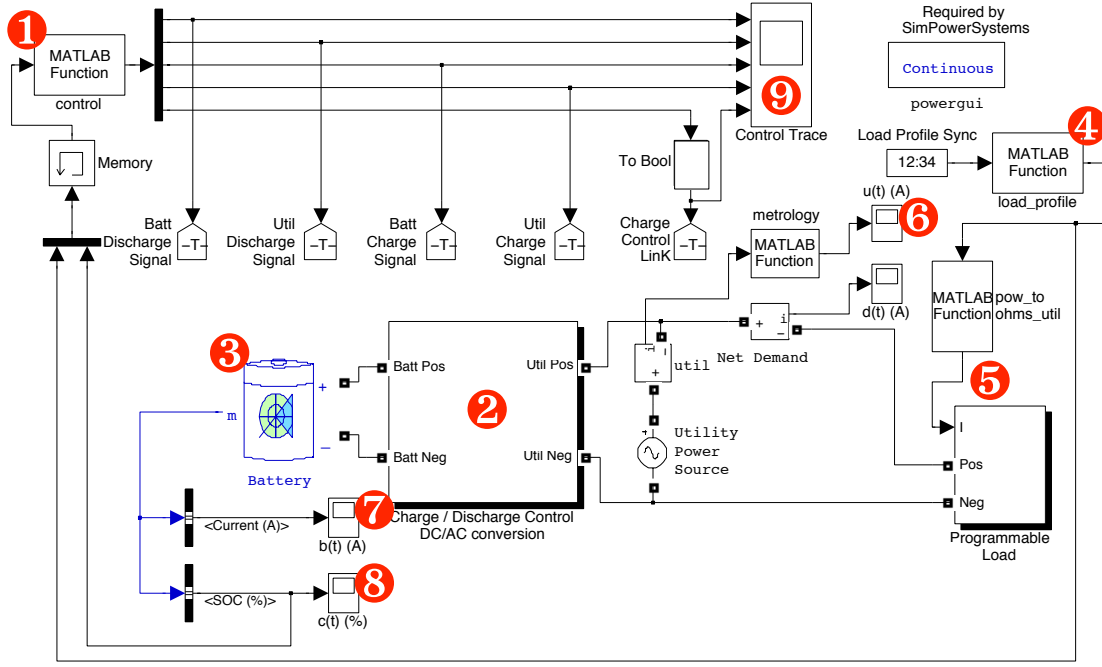 1
MATLAB
Function
control
Memory
Batt
Discharge
Signal
–T–
Util
Discharge
Signal
–T–
Batt
Charge
Signal
–T–
Util
Charge
Signal
–T–
To Bool
Charge
Control
LinK
–T–
9
Control Trace
Required by
SimPowerSystems
Continuous
powergui
Load Profile Sync
12:34
4
MATLAB
Function
load_profile
u(t) (A)
6
metrology
MATLAB
Function
d(t) (A)
MATLAB
Function
pow_to
ohms_util
i
+ –
Net Demand
i –
+
util
+
Utility
Power
Source
3
m
+
–
Battery
Batt Pos
Util Pos
2
Batt Neg
Util Neg
Charge / Discharge Control
DC/AC conversion
5
I
Pos
Neg
Programmable
Load
7
<Current (A)>
b(t) (A)
8
<SOC (%)>
c(t) (%)